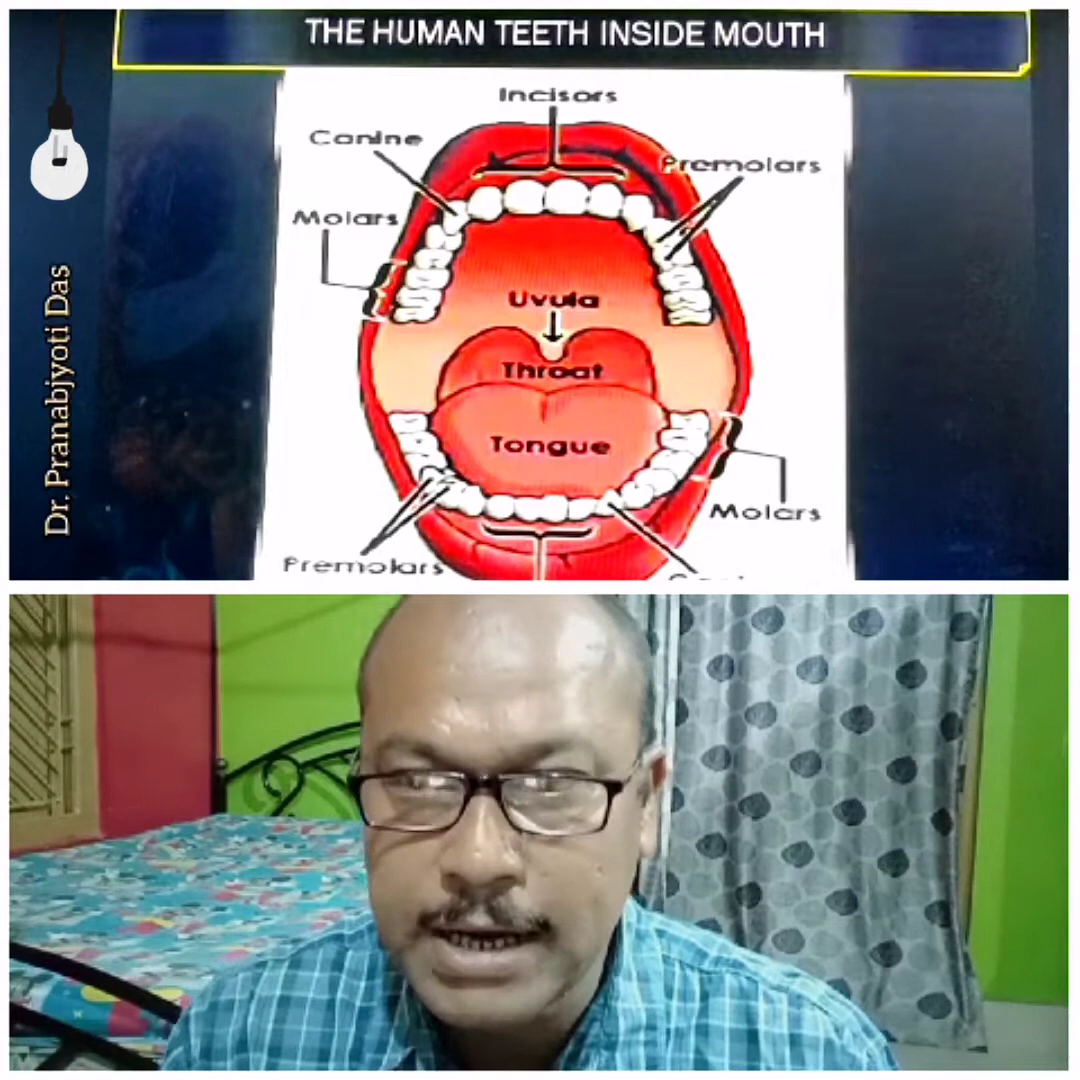 THE HUMAN TEETH INSIDE MOUTH
Incisors
Canine
Premolars
Molars
Uvula
Throat
Tongue
Molars
Premolars
Dr. Pranabjyoti Das